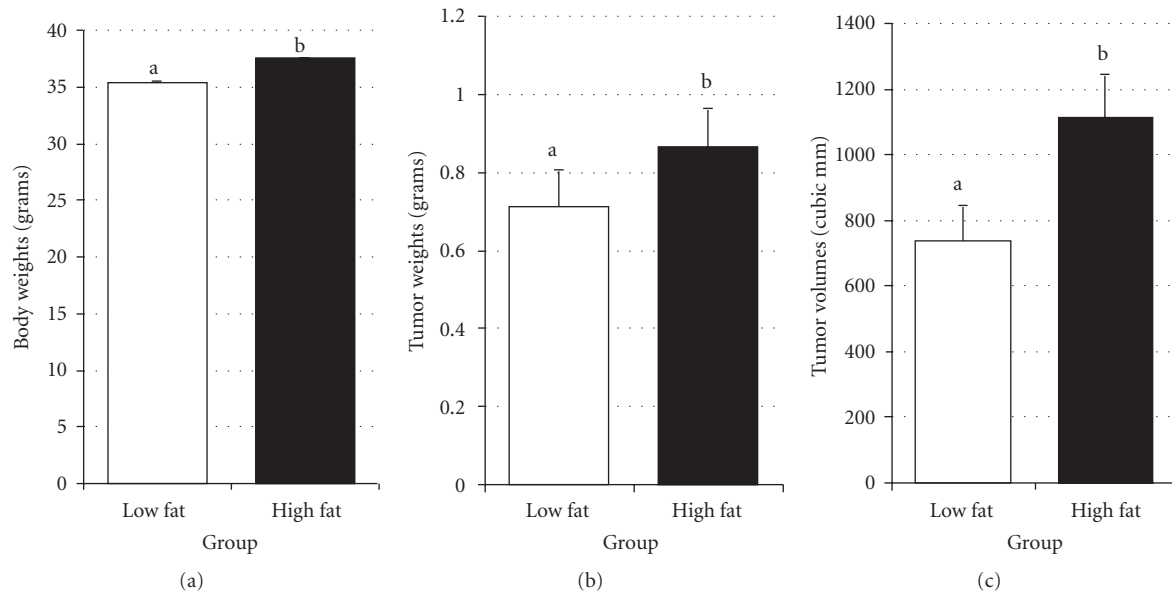 Body weights (grams)
40
35
30
25
20
15
10
5
0
a
b
Low fat
High fat
Group
(a)
Tumor weights (grams)
1.2
1
0.8
0.6
0.4
0.2
0
a
b
Low fat
High fat
Group
(b)
Tumor volumes (cubic mm)
1400
1200
1000
800
600
400
200
0
a
b
Low fat
High fat
Group
(c)